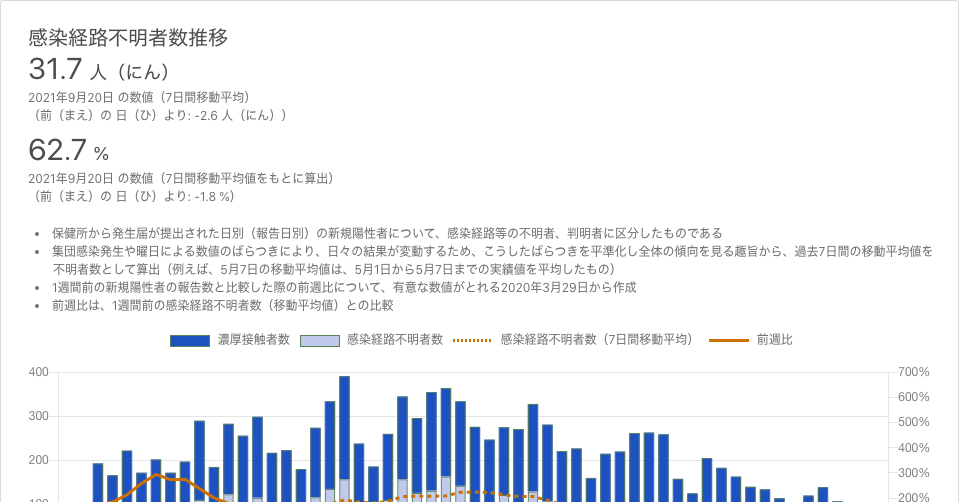 感染経路不明者数推移
31.7 人（にん）
2021年9月20日 の数値（7日間移動平均）
（前（まえ）の 日（ひ）より: -2.6 人（にん））
62.7 %
2021年9月20日 の数値（7日間移動平均値をもとに算出）
（前（まえ）の 日（ひ）より: -1.8 %）
• 保健所から発生届が提出された日別（報告日別）の新規陽性者について、感染経路等の不明者、判明者に区分したものである
• 集団感染発生や曜日による数値のばらつきにより、日々の結果が変動するため、こうしたばらつきを平準化し全体の傾向を見る趣旨から、過去7日間の移動平均値を
不明者数として算出（例えば、5月7日の移動平均値は、5月1日から5月7日までの実績値を平均したもの）
• 1週間前の新規陽性者の報告数と比較した際の前週比について、有意な数値がとれる2020年3月29日から作成
• 前週比は、1週間前の感染経路不明者数（移動平均値）との比較
濃厚接触者数 感染経路不明者数 感染経路不明者数（7日間移動平均） 前週比
400 700%
600%
300 500%
400%
200 300%
100 200%